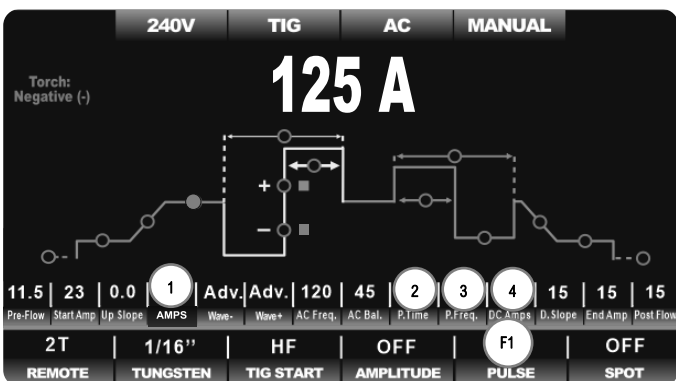 240V TIG AC MANUAL
125 A
Torch:
Negative (-)
+
−
11.5 | 23 | 0.0 | 1 | Adv. | Adv. | 120 | 45 | 2 | 3 | 4 | 15 | 15 | 15
Pre-Flow | Start Amp | Up Slope | AMPS | Wave- | Wave+ | AC Freq. | AC Bal. | P.Time | P.Freq. | DC Amps | D.Slope | End Amp | Post Flow
2T | 1/16’’ | HF | OFF | F1 | OFF
REMOTE TUNGSTEN TIG START AMPLITUDE PULSE SPOT